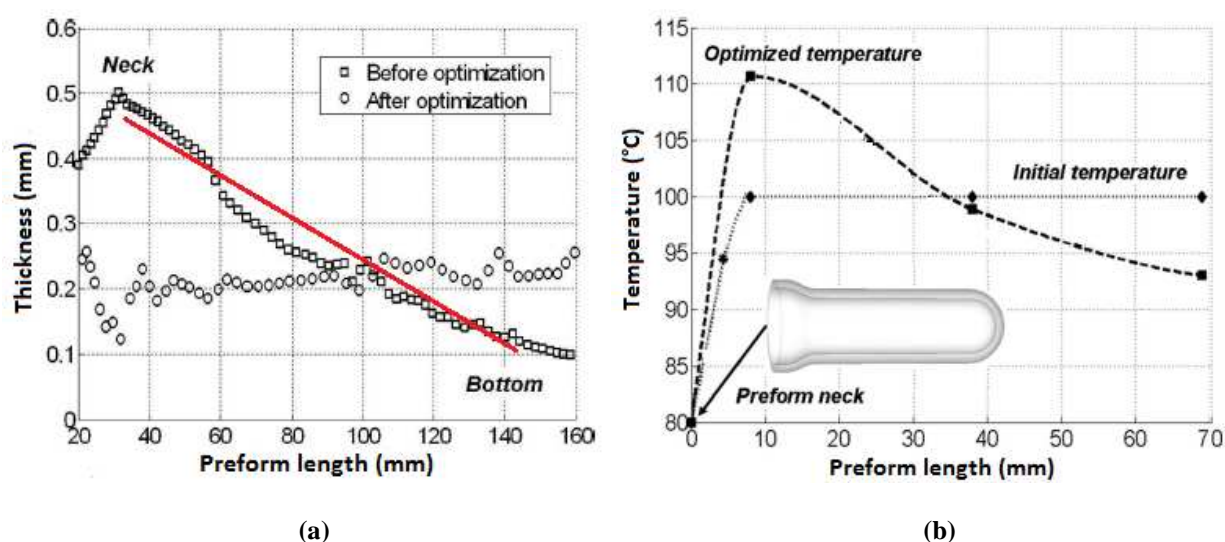 0.6
0.5
0.4
0.3
0.2
0.1
0
20 40 60 80 100 120 140 160
Thickness (mm)
Preform length (mm)
Neck
Before optimization
After optimization
Bottom
(a)
120
115
110
105
100
95
90
85
80
0 10 20 30 40 50 60 70
Temperature (°C)
Preform length (mm)
Optimized temperature
Initial temperature
Preform neck
(b)